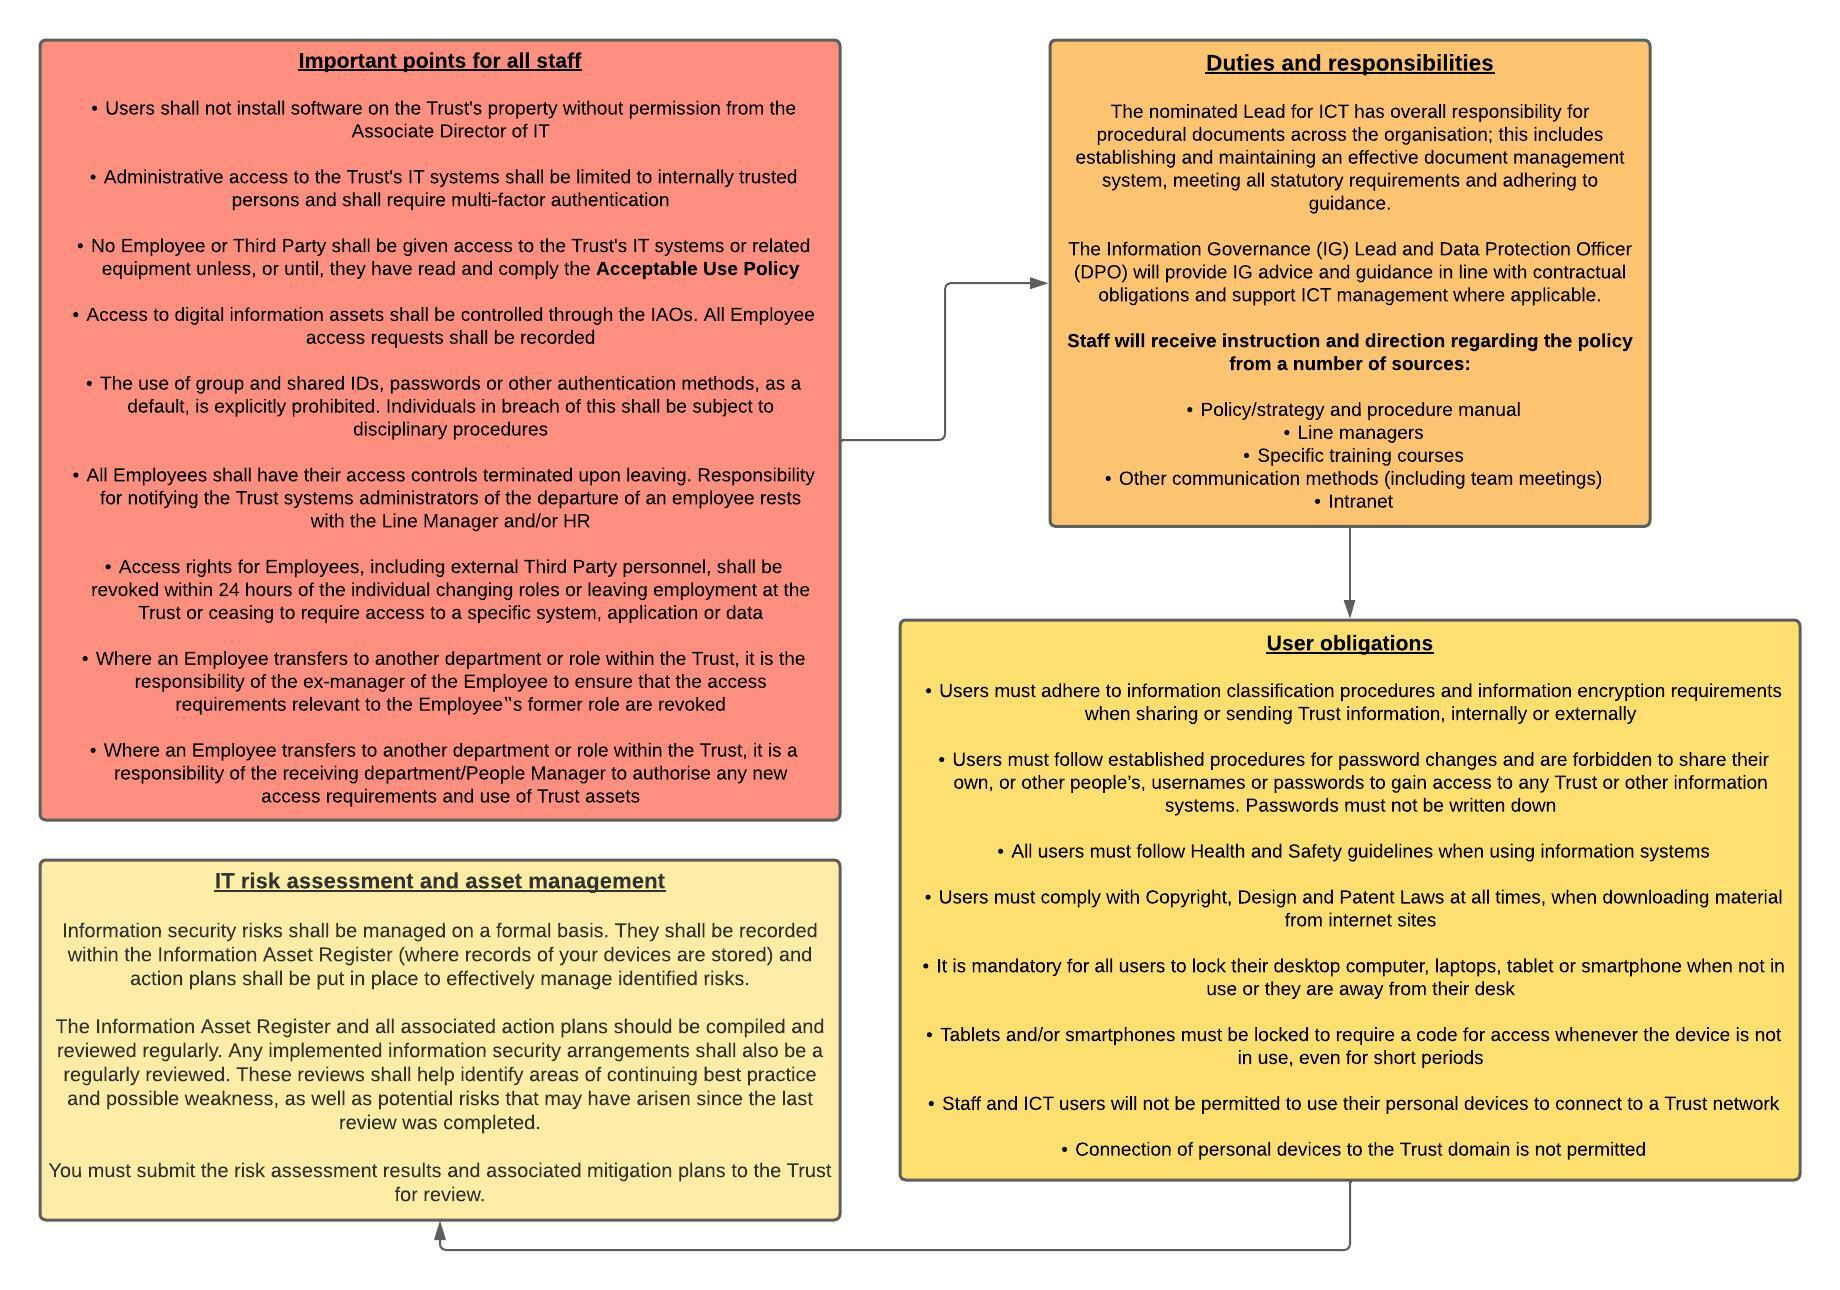 Important points for all staff
• Users shall not install software on the Trust's property without permission from the
Associate Director of IT
• Administrative access to the Trust's IT systems shall be limited to internally trusted
persons and shall require multi-factor authentication
• No Employee or Third Party shall be given access to the Trust's IT systems or related
equipment unless, or until, they have read and comply the Acceptable Use Policy
• Access to digital information assets shall be controlled through the IAOs. All Employee
access requests shall be recorded
• The use of group and shared IDs, passwords or other authentication methods, as a
default, is explicitly prohibited. Individuals in breach of this shall be subject to
disciplinary procedures
• All Employees shall have their access controls terminated upon leaving. Responsibility
for notifying the Trust systems administrators of the departure of an employee rests
with the Line Manager and/or HR
• Access rights for Employees, including external Third Party personnel, shall be
revoked within 24 hours of the individual changing roles or leaving employment at the
Trust or ceasing to require access to a specific system, application or data
• Where an Employee transfers to another department or role within the Trust, it is the
responsibility of the ex-manager of the Employee to ensure that the access
requirements relevant to the Employee‟s former role are revoked
• Where an Employee transfers to another department or role within the Trust, it is a
responsibility of the receiving department/People Manager to authorise any new
access requirements and use of Trust assets
Duties and responsibilities
The nominated Lead for ICT has overall responsibility for
procedural documents across the organisation; this includes
establishing and maintaining an effective document management
system, meeting all statutory requirements and adhering to
guidance.
The Information Governance (IG) Lead and Data Protection Officer
(DPO) will provide IG advice and guidance in line with contractual
obligations and support ICT management where applicable.
Staff will receive instruction and direction regarding the policy
from a number of sources:
• Policy/strategy and procedure manual
• Line managers
• Specific training courses
• Other communication methods (including team meetings)
• Intranet
User obligations
• Users must adhere to information classification procedures and information encryption requirements
when sharing or sending Trust information, internally or externally
• Users must follow established procedures for password changes and are forbidden to share their
own, or other people’s, usernames or passwords to gain access to any Trust or other information
systems. Passwords must not be written down
• All users must follow Health and Safety guidelines when using information systems
• Users must comply with Copyright, Design and Patent Laws at all times, when downloading material
from internet sites
• It is mandatory for all users to lock their desktop computer, laptops, tablet or smartphone when not in
use or they are away from their desk
• Tablets and/or smartphones must be locked to require a code for access whenever the device is not
in use, even for short periods
• Staff and ICT users will not be permitted to use their personal devices to connect to a Trust network
• Connection of personal devices to the Trust domain is not permitted
IT risk assessment and asset management
Information security risks shall be managed on a formal basis. They shall be recorded
within the Information Asset Register (where records of your devices are stored) and
action plans shall be put in place to effectively manage identified risks.
The Information Asset Register and all associated action plans should be compiled and
reviewed regularly. Any implemented information security arrangements shall also be a
regularly reviewed. These reviews shall help identify areas of continuing best practice
and possible weakness, as well as potential risks that may have arisen since the last
review was completed.
You must submit the risk assessment results and associated mitigation plans to the Trust
for review.